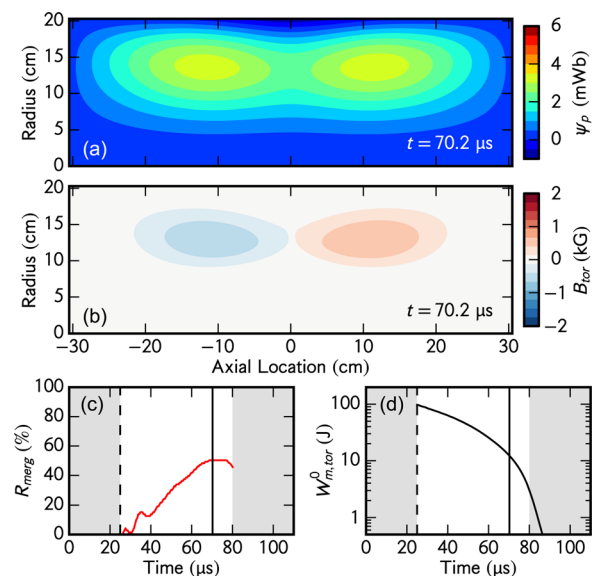 20
15
10
5
0
Radius (cm)
(a)
t = 70.2 μs
6
4
2
0
ψp (mWb)
20
15
10
5
0
Radius (cm)
(b)
t = 70.2 μs
2
1
0
−1
−2
Btor (kG)
−30 −20 −10 0 10 20 30
Axial Location (cm)
100
80
60
40
20
0
Rmerg (%)
(c)
0 20 40 60 80 100
Time (μs)
100
10
1
W0m,tor (J)
(d)
0 20 40 60 80 100
Time (μs)